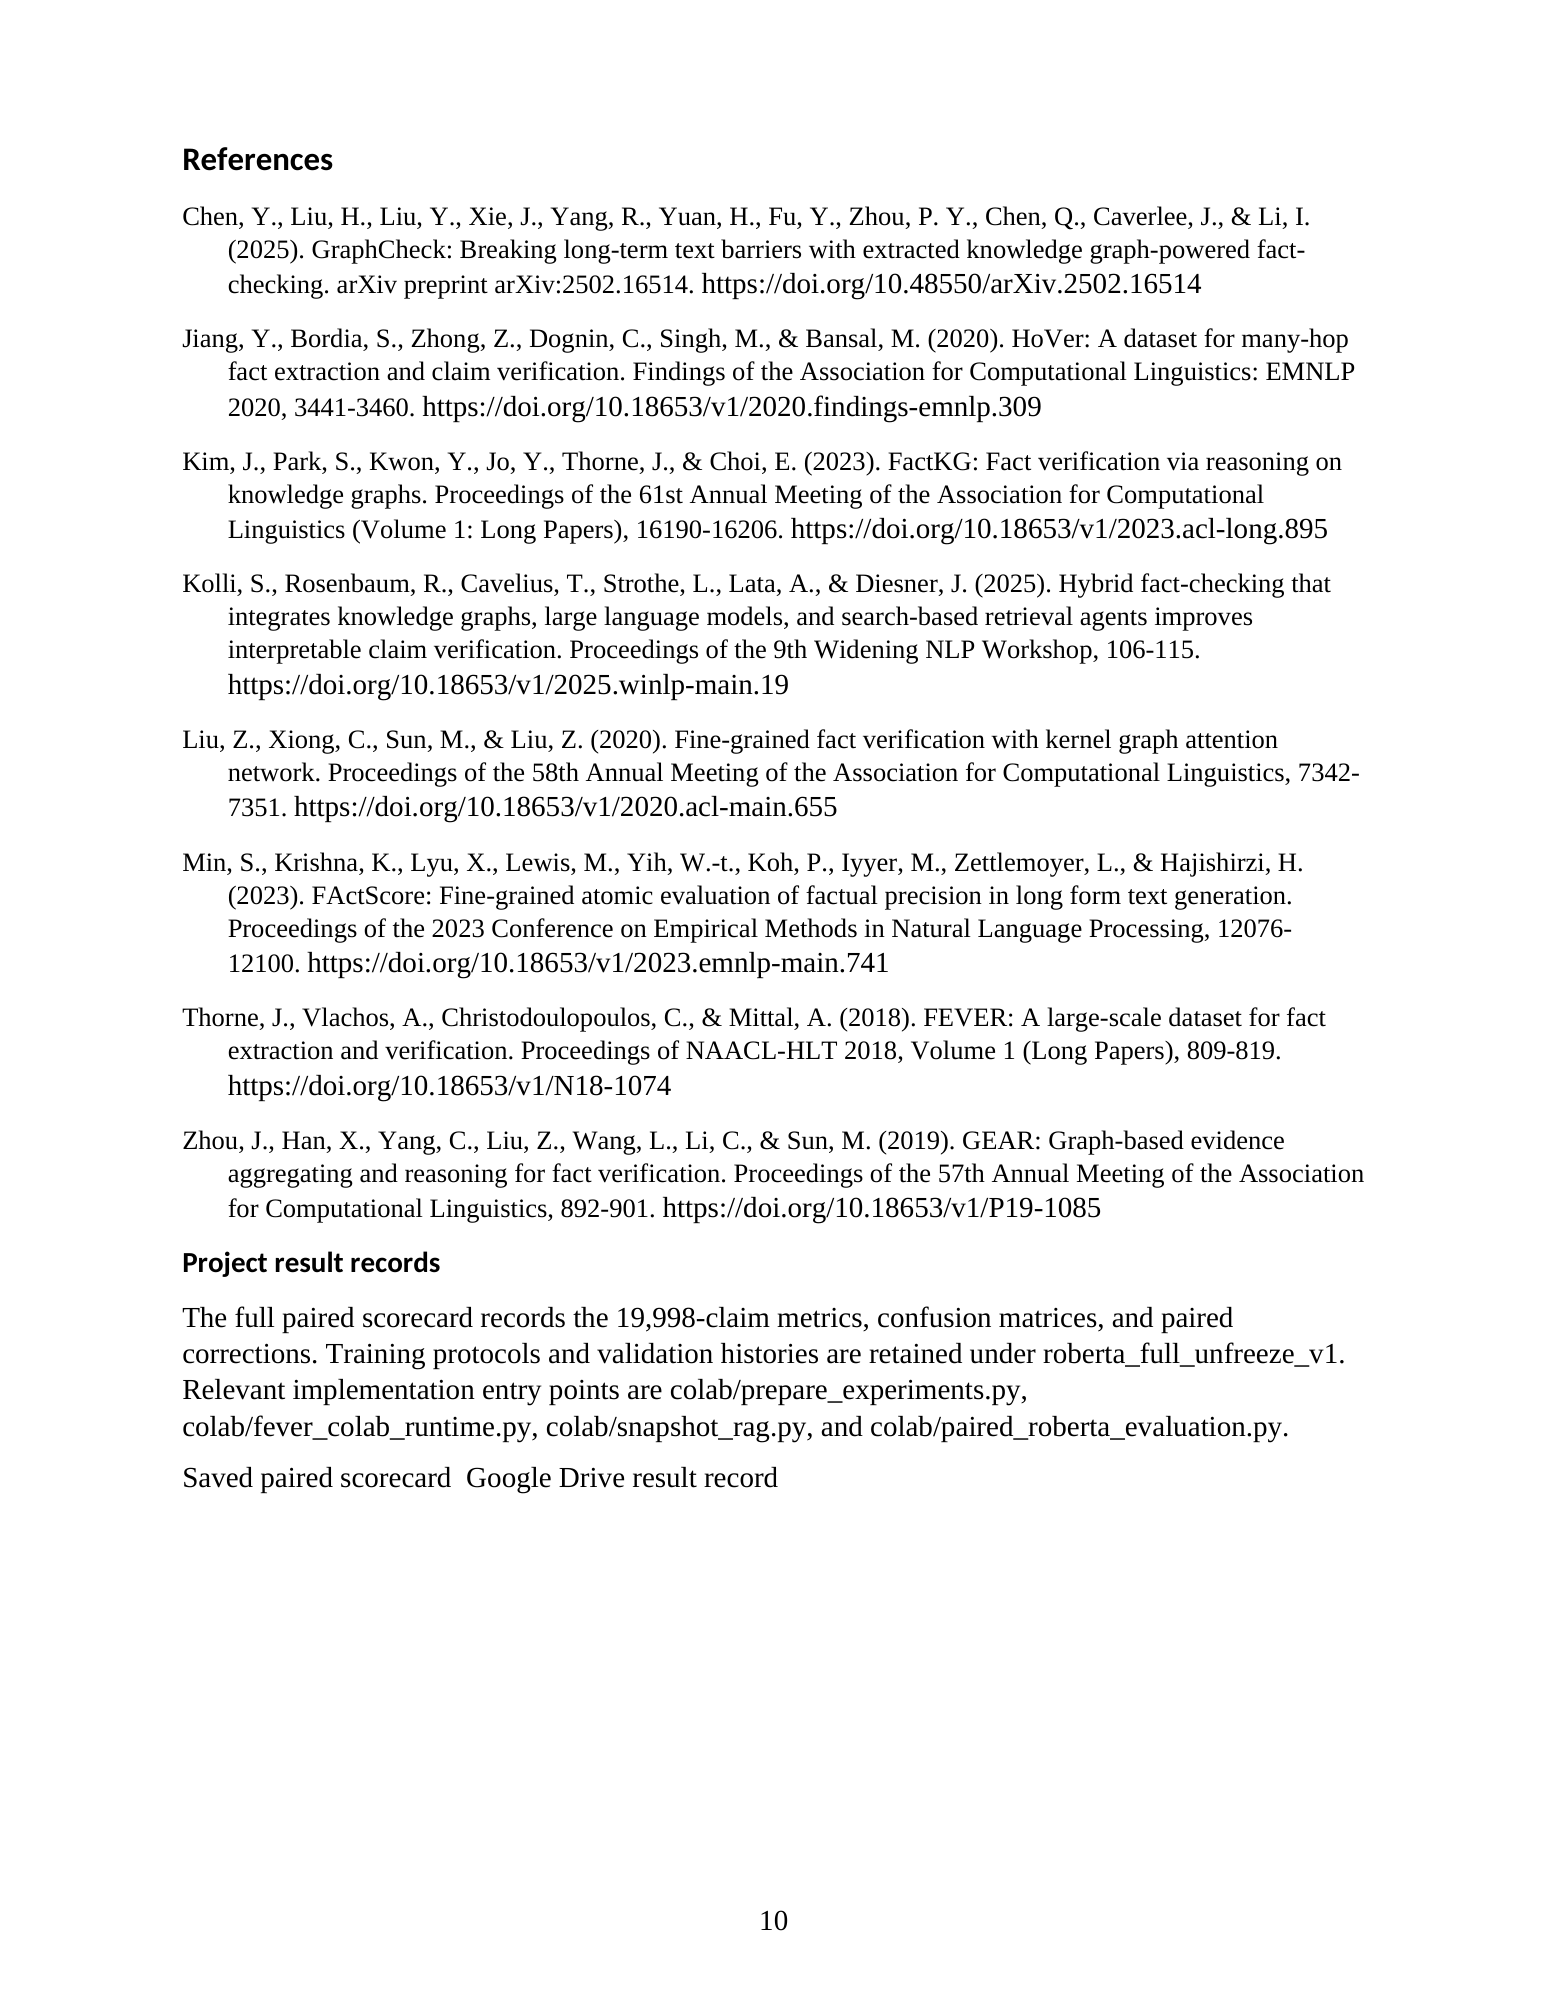 References
Chen, Y., Liu, H., Liu, Y., Xie, J., Yang, R., Yuan, H., Fu, Y., Zhou, P. Y., Chen, Q., Caverlee, J., & Li, I.
(2025). GraphCheck: Breaking long-term text barriers with extracted knowledge graph-powered fact-
checking. arXiv preprint arXiv:2502.16514. https://doi.org/10.48550/arXiv.2502.16514
Jiang, Y., Bordia, S., Zhong, Z., Dognin, C., Singh, M., & Bansal, M. (2020). HoVer: A dataset for many-hop
fact extraction and claim verification. Findings of the Association for Computational Linguistics: EMNLP
2020, 3441-3460. https://doi.org/10.18653/v1/2020.findings-emnlp.309
Kim, J., Park, S., Kwon, Y., Jo, Y., Thorne, J., & Choi, E. (2023). FactKG: Fact verification via reasoning on
knowledge graphs. Proceedings of the 61st Annual Meeting of the Association for Computational
Linguistics (Volume 1: Long Papers), 16190-16206. https://doi.org/10.18653/v1/2023.acl-long.895
Kolli, S., Rosenbaum, R., Cavelius, T., Strothe, L., Lata, A., & Diesner, J. (2025). Hybrid fact-checking that
integrates knowledge graphs, large language models, and search-based retrieval agents improves
interpretable claim verification. Proceedings of the 9th Widening NLP Workshop, 106-115.
https://doi.org/10.18653/v1/2025.winlp-main.19
Liu, Z., Xiong, C., Sun, M., & Liu, Z. (2020). Fine-grained fact verification with kernel graph attention
network. Proceedings of the 58th Annual Meeting of the Association for Computational Linguistics, 7342-
7351. https://doi.org/10.18653/v1/2020.acl-main.655
Min, S., Krishna, K., Lyu, X., Lewis, M., Yih, W.-t., Koh, P., Iyyer, M., Zettlemoyer, L., & Hajishirzi, H.
(2023). FActScore: Fine-grained atomic evaluation of factual precision in long form text generation.
Proceedings of the 2023 Conference on Empirical Methods in Natural Language Processing, 12076-
12100. https://doi.org/10.18653/v1/2023.emnlp-main.741
Thorne, J., Vlachos, A., Christodoulopoulos, C., & Mittal, A. (2018). FEVER: A large-scale dataset for fact
extraction and verification. Proceedings of NAACL-HLT 2018, Volume 1 (Long Papers), 809-819.
https://doi.org/10.18653/v1/N18-1074
Zhou, J., Han, X., Yang, C., Liu, Z., Wang, L., Li, C., & Sun, M. (2019). GEAR: Graph-based evidence
aggregating and reasoning for fact verification. Proceedings of the 57th Annual Meeting of the Association
for Computational Linguistics, 892-901. https://doi.org/10.18653/v1/P19-1085
Project result records
The full paired scorecard records the 19,998-claim metrics, confusion matrices, and paired
corrections. Training protocols and validation histories are retained under roberta_full_unfreeze_v1.
Relevant implementation entry points are colab/prepare_experiments.py,
colab/fever_colab_runtime.py, colab/snapshot_rag.py, and colab/paired_roberta_evaluation.py.
Saved paired scorecard  Google Drive result record
10